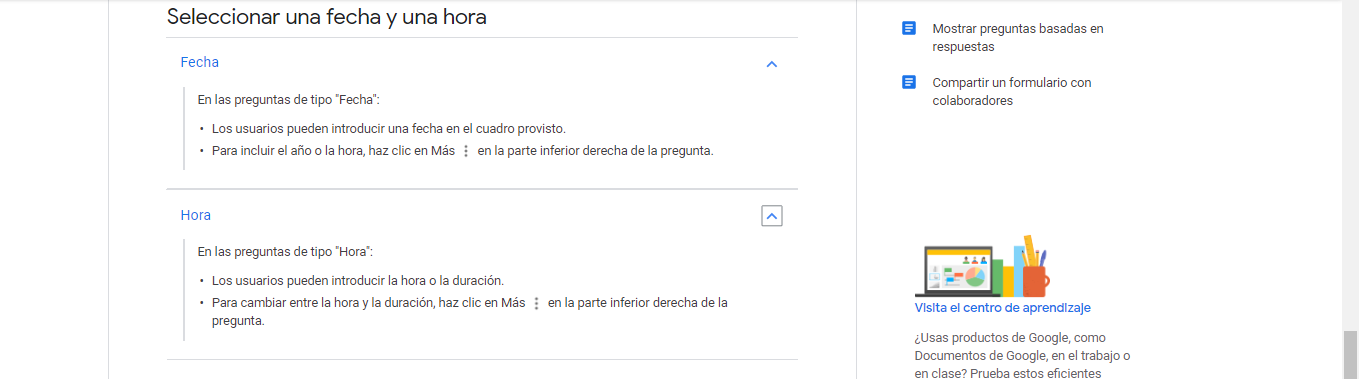 Seleccionar una fecha y una hora
Fecha
En las preguntas de tipo "Fecha":
• Los usuarios pueden introducir una fecha en el cuadro provisto.
• Para incluir el año o la hora, haz clic en Más ⋮ en la parte inferior derecha de la pregunta.
Hora
En las preguntas de tipo "Hora":
• Los usuarios pueden introducir la hora o la duración.
• Para cambiar entre la hora y la duración, haz clic en Más ⋮ en la parte inferior derecha de la
pregunta.
Mostrar preguntas basadas en
respuestas
Compartir un formulario con
colaboradores
Visita el centro de aprendizaje
¿Usas productos de Google, como
Documentos de Google, en el trabajo o
en clase? Prueba estos eficientes